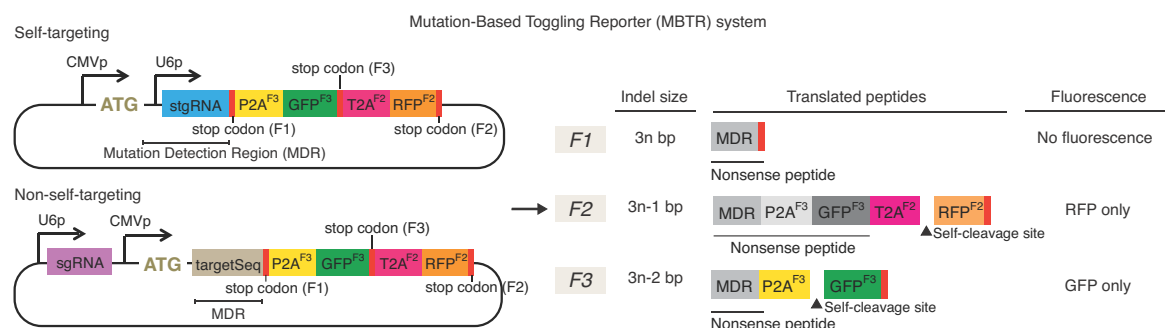 Mutation-Based Toggling Reporter (MBTR) system
Self-targeting
CMVp
U6p
stop codon (F3)
ATG
stgRNA
P2A^F3
GFP^F3
T2A^F2
RFP^F2
stop codon (F1)
stop codon (F2)
Mutation Detection Region (MDR)
Non-self-targeting
U6p
CMVp
stop codon (F3)
sgRNA
ATG
targetSeq
P2A^F3
GFP^F3
T2A^F2
RFP^F2
stop codon (F1)
stop codon (F2)
MDR
Indel size
Translated peptides
Fluorescence
F1
3n bp
MDR
No fluorescence
Nonsense peptide
F2
3n-1 bp
MDR
P2A^F3
GFP^F3
T2A^F2
RFP^F2
RFP only
Self-cleavage site
Nonsense peptide
F3
3n-2 bp
MDR
P2A^F3
GFP^F3
GFP only
Self-cleavage site
Nonsense peptide